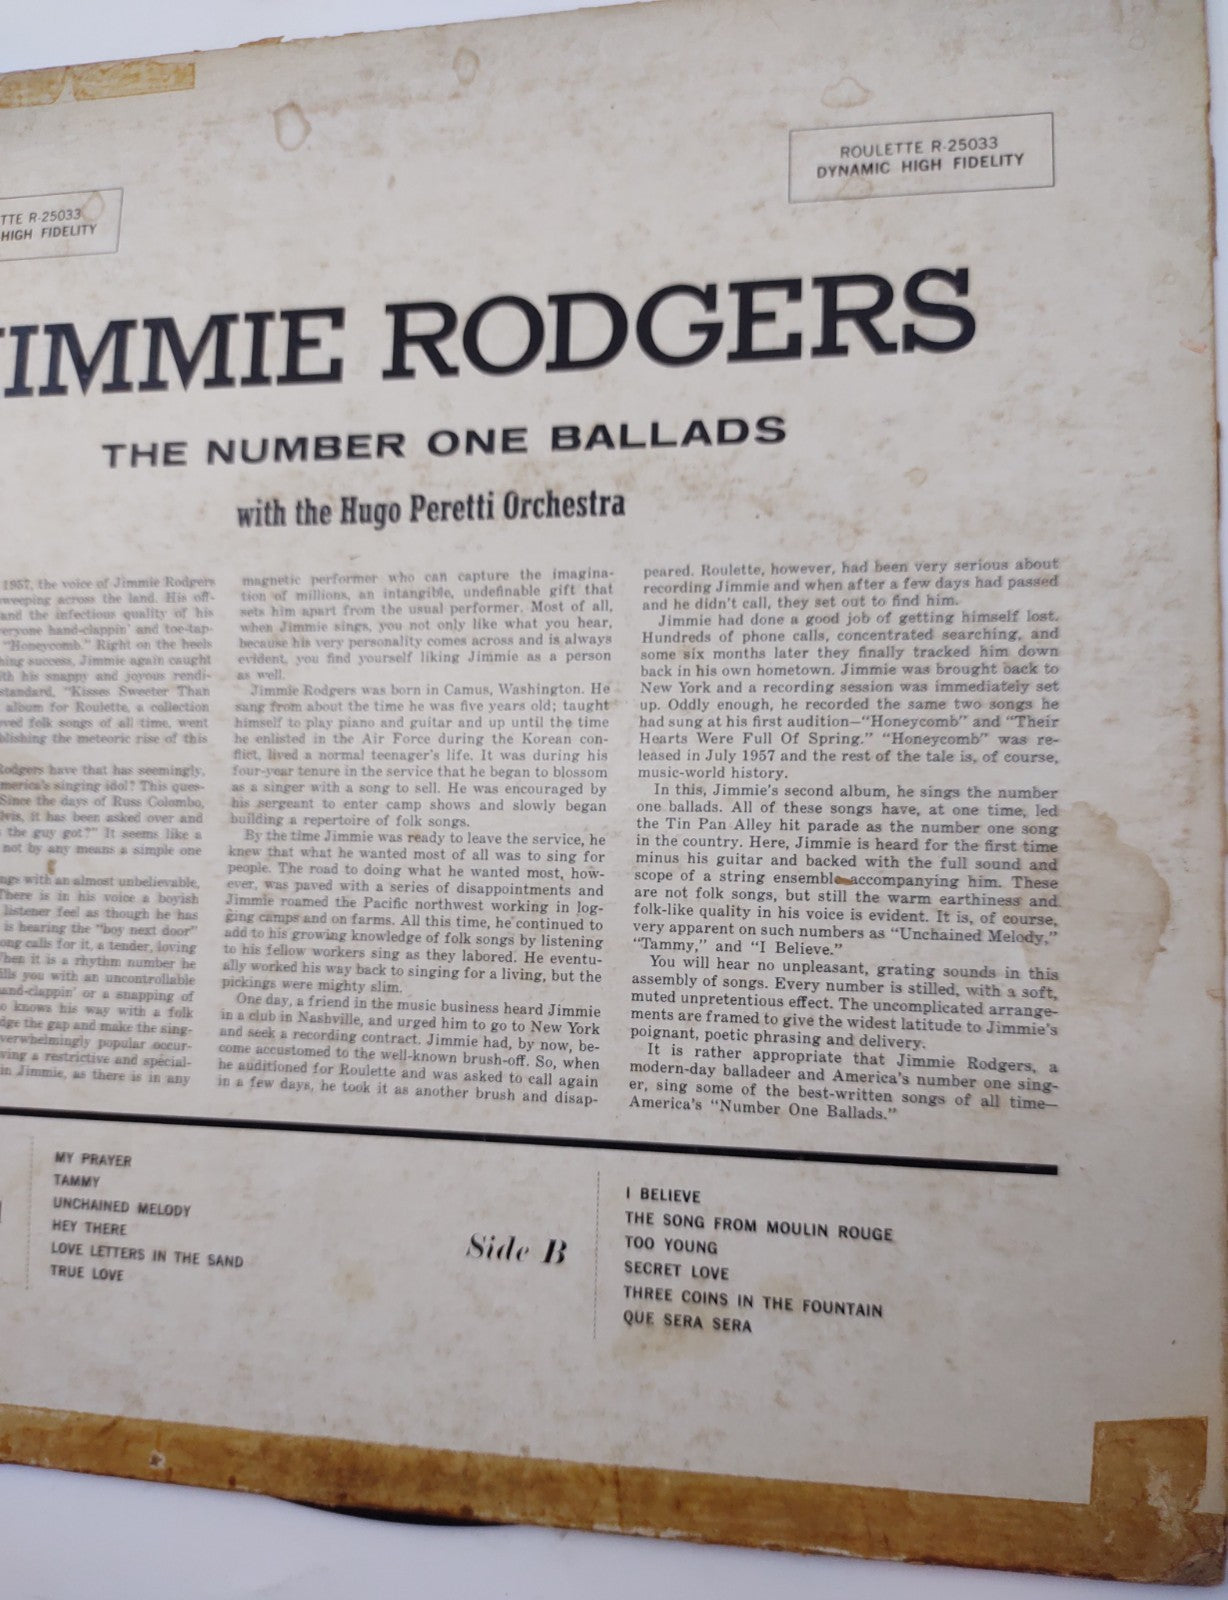 ROULETTE R-25033
DYNAMIC HIGH FIDELITY
R-25033
HIGH FIDELITY
JIMMIE RODGERS
THE NUMBER ONE BALLADS
with the Hugo Peretti Orchestra
1957, the voice of Jimmie Rodgers
sweeping across the land. His off-
and the infectious quality of his
hand-clappin' and toe-tap-
"Honeycomb." Right on the heels
success, Jimmie again caught
his snappy and joyous rendi-
standard, "Kisses Sweeter Than
album for Roulette, a collection
folk songs of all time, went
the meteoric rise of this
Rodgers have that has seemingly,
America's singing idol? This ques-
Since the days of Russ Colombo,
it has been asked over and
the guy got?" It seems like a
not by any means a simple one
with an almost unbelievable,
There is in his voice a boyish
listener feel as though he has
is hearing the "boy next door"
calls for it, a tender, loving
When it is a rhythm number he
you with an uncontrollable
hand-clappin' or a snapping of
knows his way with a folk
the gap and make the sing-
overwhelmingly popular occur-
a restrictive and special-
in Jimmie, as there is in any
magnetic performer who can capture the imagina-
tion of millions, an intangible, undefinable gift that
sets him apart from the usual performer. Most of all,
when Jimmie sings, you not only like what you hear,
because his very personality comes across and is always
evident, you find yourself liking Jimmie as a person
as well.
Jimmie Rodgers was born in Camus, Washington. He
sang from about the time he was five years old; taught
himself to play piano and guitar and up until the time
he enlisted in the Air Force during the Korean con-
flict, lived a normal teenager's life. It was during his
four-year tenure in the service that he began to blossom
as a singer with a song to sell. He was encouraged by
his sergeant to enter camp shows and slowly began
building a repertoire of folk songs.
By the time Jimmie was ready to leave the service, he
knew that what he wanted most of all was to sing for
people. The road to doing what he wanted most, how-
ever, was paved with a series of disappointments and
Jimmie roamed the Pacific northwest working in log-
ging camps and on farms. All this time, he continued to
add to his growing knowledge of folk songs by listening
to his fellow workers sing as they labored. He eventu-
ally worked his way back to singing for a living, but the
pickings were mighty slim.
One day, a friend in the music business heard Jimmie
in a club in Nashville, and urged him to go to New York
and seek a recording contract. Jimmie had, by now, be-
come accustomed to the well-known brush-off. So, when
he auditioned for Roulette and was asked to call again
in a few days, he took it as another brush and disap-
peared. Roulette, however, had been very serious about
recording Jimmie and when after a few days had passed
and he didn't call, they set out to find him.
Jimmie had done a good job of getting himself lost.
Hundreds of phone calls, concentrated searching, and
some six months later they finally tracked him down
back in his own hometown. Jimmie was brought back to
New York and a recording session was immediately set
up. Oddly enough, he recorded the same two songs he
had sung at his first audition—"Honeycomb" and "Their
Hearts Were Full Of Spring." "Honeycomb" was re-
leased in July 1957 and the rest of the tale is, of course,
music-world history.
In this, Jimmie's second album, he sings the number
one ballads. All of these songs have, at one time, led
the Tin Pan Alley hit parade as the number one song
in the country. Here, Jimmie is heard for the first time
minus his guitar and backed with the full sound and
scope of a string ensemble accompanying him. These
are not folk songs, but still the warm earthiness and
folk-like quality in his voice is evident. It is, of course,
very apparent on such numbers as "Unchained Melody,"
"Tammy," and "I Believe."
You will hear no unpleasant, grating sounds in this
assembly of songs. Every number is stilled, with a soft,
muted unpretentious effect. The uncomplicated arrange-
ments are framed to give the widest latitude to Jimmie's
poignant, poetic phrasing and delivery.
It is rather appropriate that Jimmie Rodgers, a
modern-day balladeer and America's number one sing-
er, sing some of the best-written songs of all time—
America's "Number One Ballads."
MY PRAYER
TAMMY
UNCHAINED MELODY
HEY THERE
LOVE LETTERS IN THE SAND
TRUE LOVE
Side B
I BELIEVE
THE SONG FROM MOULIN ROUGE
TOO YOUNG
SECRET LOVE
THREE COINS IN THE FOUNTAIN
QUE SERA SERA